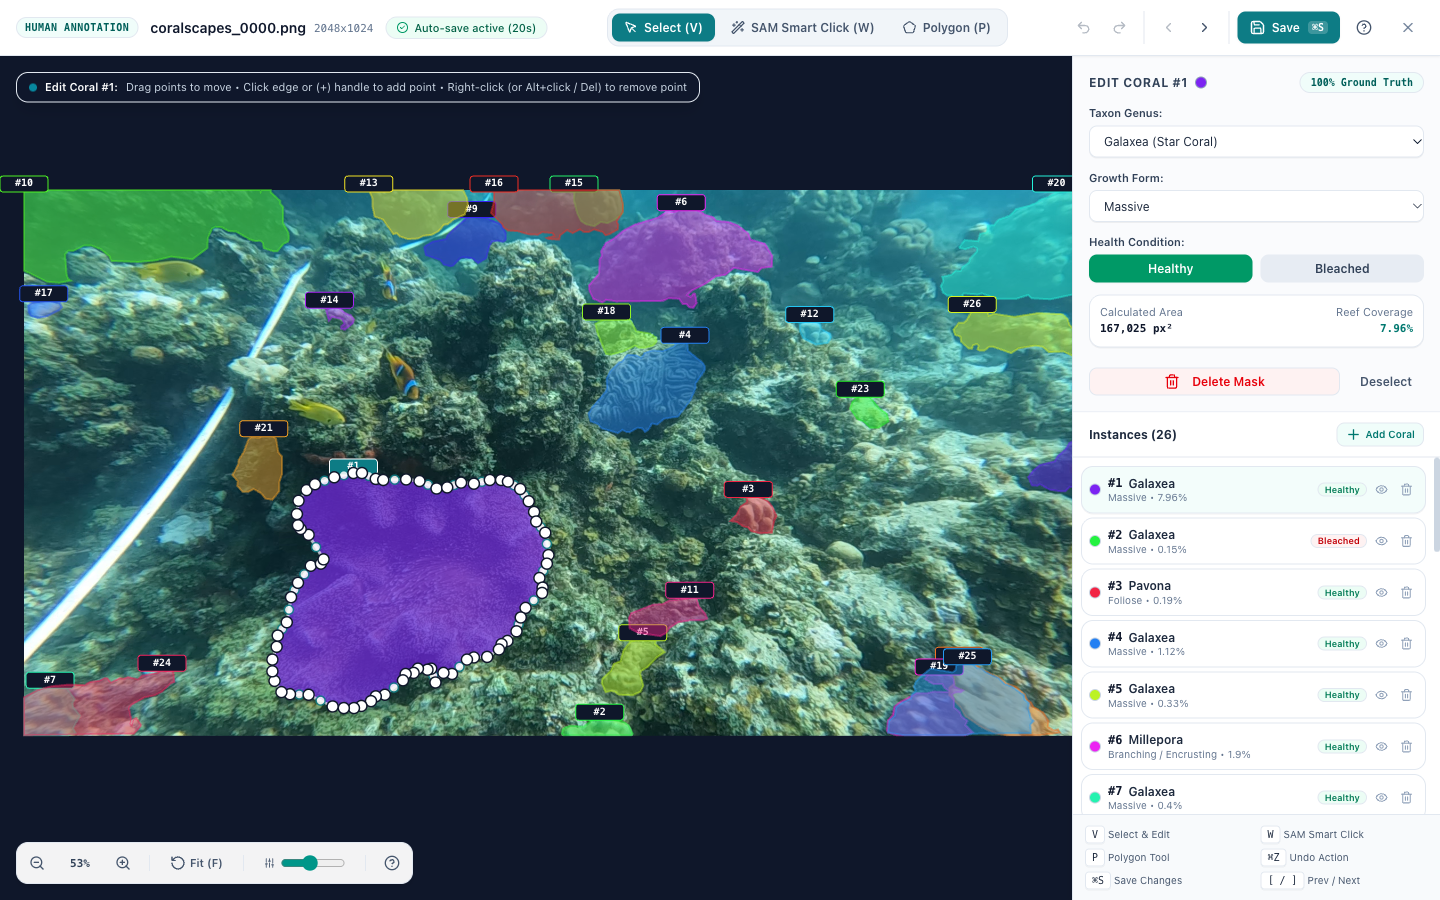 HUMAN ANNOTATION coralscapes_0000.png 2048x1024 Auto-save active (20s) Select (V) SAM Smart Click (W) Polygon (P) Save ⌘S
Edit Coral #1: Drag points to move • Click edge or (+) handle to add point • Right-click (or Alt+click / Del) to remove point
#10
#13
#16
#15
#20
#9
#6
#17
#14
#18
#12
#26
#4
#23
#21
#1
#3
#11
#5
#24
#7
#19
#25
#2
53% Fit (F)
EDIT CORAL #1 100% Ground Truth
Taxon Genus:
Galaxea (Star Coral)
Growth Form:
Massive
Health Condition:
Healthy Bleached
Calculated Area Reef Coverage
167,025 px² 7.96%
Delete Mask Deselect
Instances (26) Add Coral
#1 Galaxea Healthy
Massive • 7.96%
#2 Galaxea Bleached
Massive • 0.15%
#3 Pavona Healthy
Foliose • 0.19%
#4 Galaxea Healthy
Massive • 1.12%
#5 Galaxea Healthy
Massive • 0.33%
#6 Millepora Healthy
Branching / Encrusting • 1.9%
#7 Galaxea Healthy
Massive • 0.4%
V Select & Edit W SAM Smart Click
P Polygon Tool ⌘Z Undo Action
⌘S Save Changes [ / ] Prev / Next